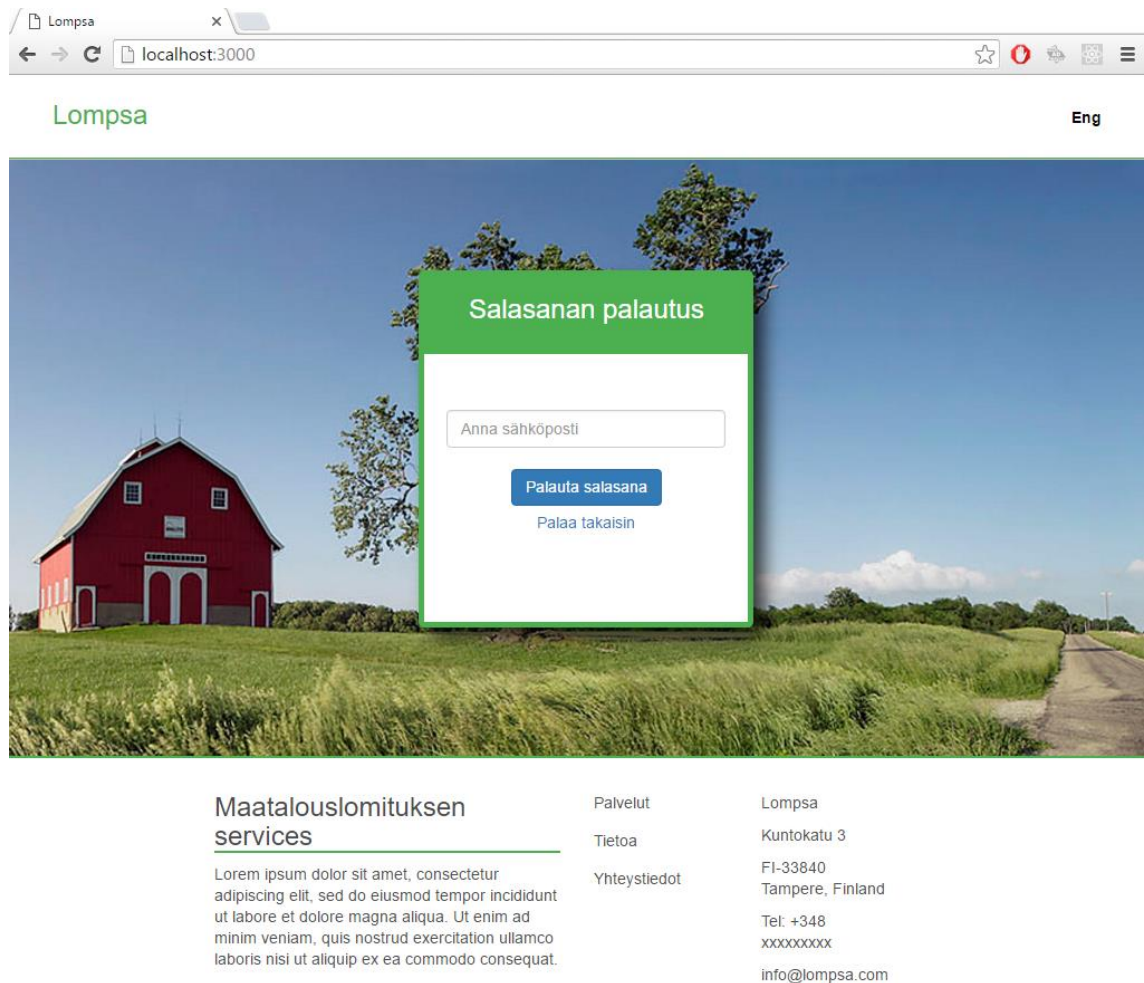 Lompsa
localhost:3000
Lompsa
Eng
Salasanan palautus
Anna sähköposti
Palauta salasana
Palaa takaisin
Maatalouslomituksen
services
Lorem ipsum dolor sit amet, consectetur
adipiscing elit, sed do eiusmod tempor incididunt
ut labore et dolore magna aliqua. Ut enim ad
minim veniam, quis nostrud exercitation ullamco
laboris nisi ut aliquip ex ea commodo consequat.
Palvelut
Tietoa
Yhteystiedot
Lompsa
Kuntokatu 3
FI-33840
Tampere, Finland
Tel: +348
xxxxxxxxx
info@lompsa.com